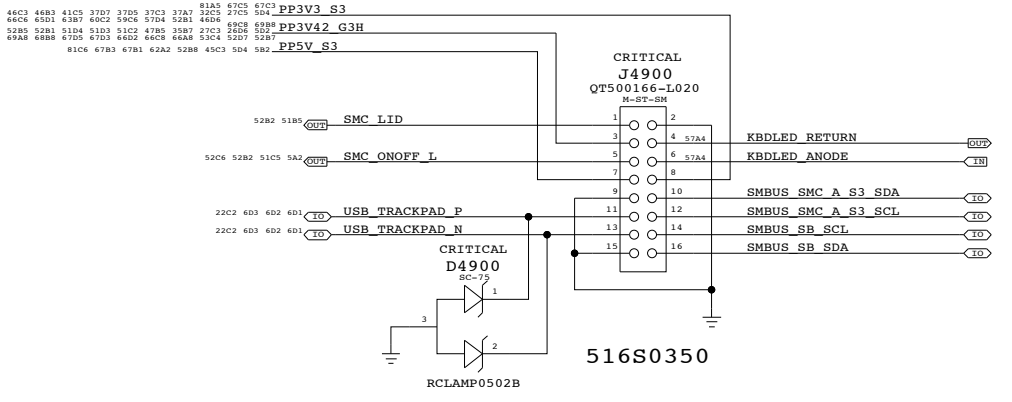 81A5 67C5 67C3
46C3 46B3 41C5 37D7 37D5 37C3 37A7 32C5 27C5 5D4 PP3V3_S3
66C6 65D1 63B7 60C2 59C6 57D4 52B1 46D6
69C8 69B8
52B5 52B1 51D4 51D3 51C2 47B5 35B7 27C3 26D6 5D2 PP3V42_G3H
69A8 68B8 67D5 67D3 66D2 66C8 66A8 53C4 52D7 52B7
81C6 67B3 67B1 62A2 52B8 45C3 5D4 5B2 PP5V_S3
CRITICAL
J4900
QT500166-L020
M-ST-SM
52B2 51B5 OUT SMC_LID 1 2
3 4 57A4 KBDLED_RETURN OUT
52C6 52B2 51C5 5A2 OUT SMC_ONOFF_L 5 6 57A4 KBDLED_ANODE IN
7 8
9 10 SMBUS_SMC_A_S3_SDA IO
22C2 6D3 6D2 6D1 IO USB_TRACKPAD_P 11 12 SMBUS_SMC_A_S3_SCL IO
22C2 6D3 6D2 6D1 IO USB_TRACKPAD_N 13 14 SMBUS_SB_SCL IO
15 16 SMBUS_SB_SDA IO
CRITICAL
D4900
SC-75
1
3
2
RCLAMP0502B
516S0350